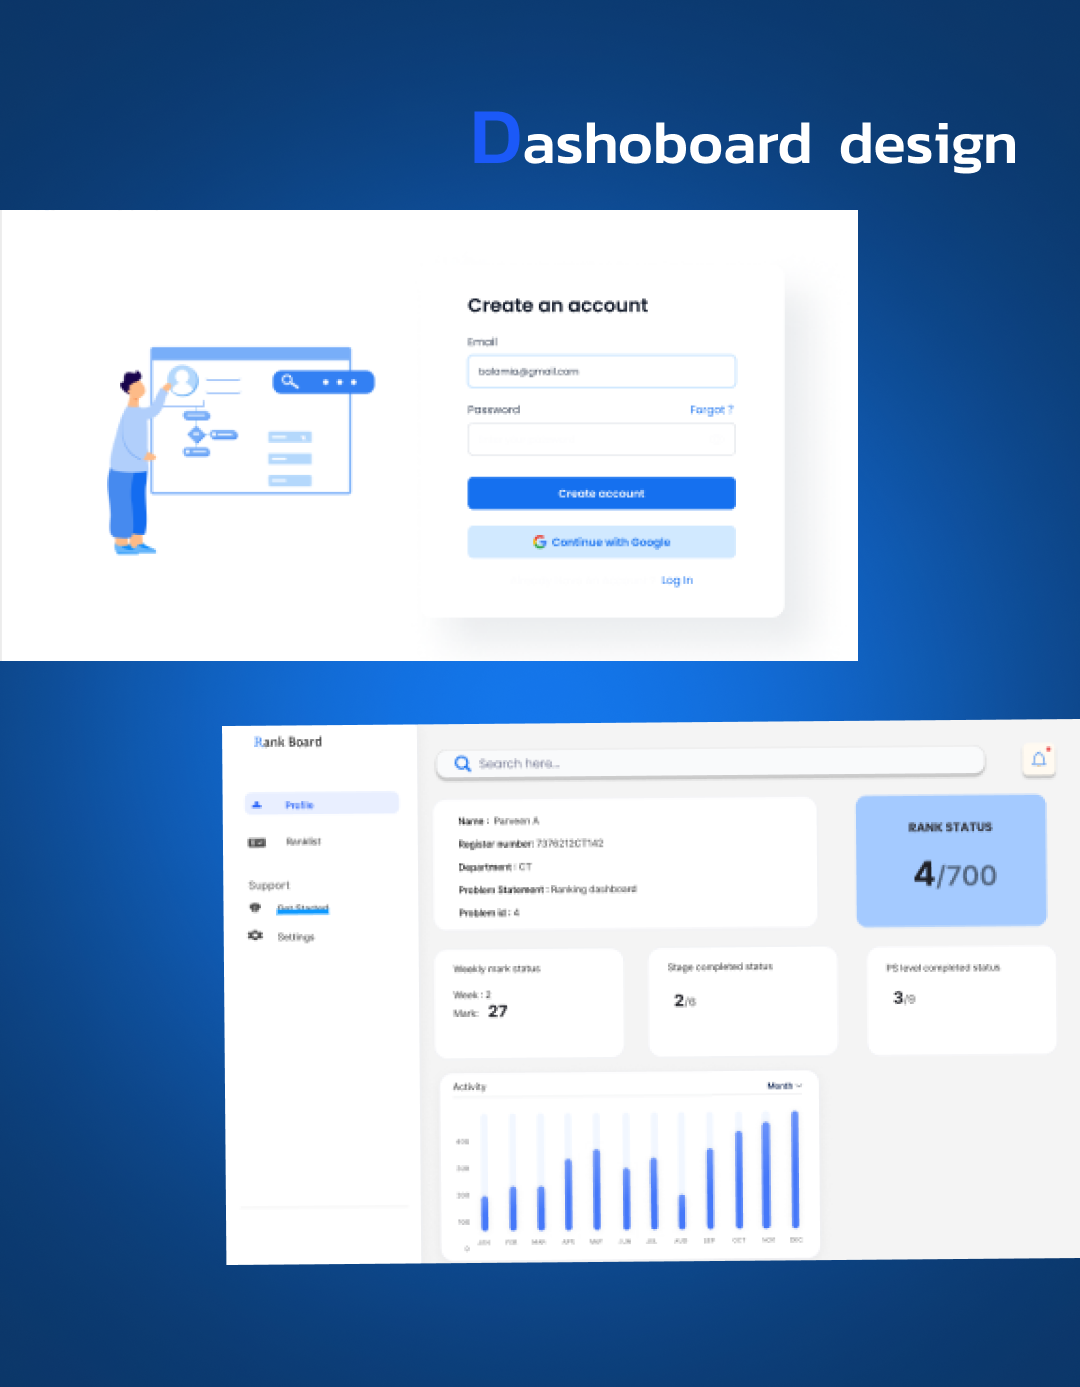 Dashoboard design
Create an account
Email
balamia@gmail.com
Password
Forgot ?
Create account
Continue with Google
Log In
Rank Board
Search here...
Profile
Ranklist
Support
Get Started
Settings
Name : Parveen A
Register number: 7376212CT142
Department : CT
Problem Statement : Ranking dashboard
Problem id : 4
RANK STATUS
4/700
Weekly mark status
Week : 2
Mark: 27
Stage completed status
2/6
PS level completed status
3/9
Activity
Month
400
300
200
100
0
JAN FEB MAR APR MAY JUN JUL AUG SEP OCT NOV DEC